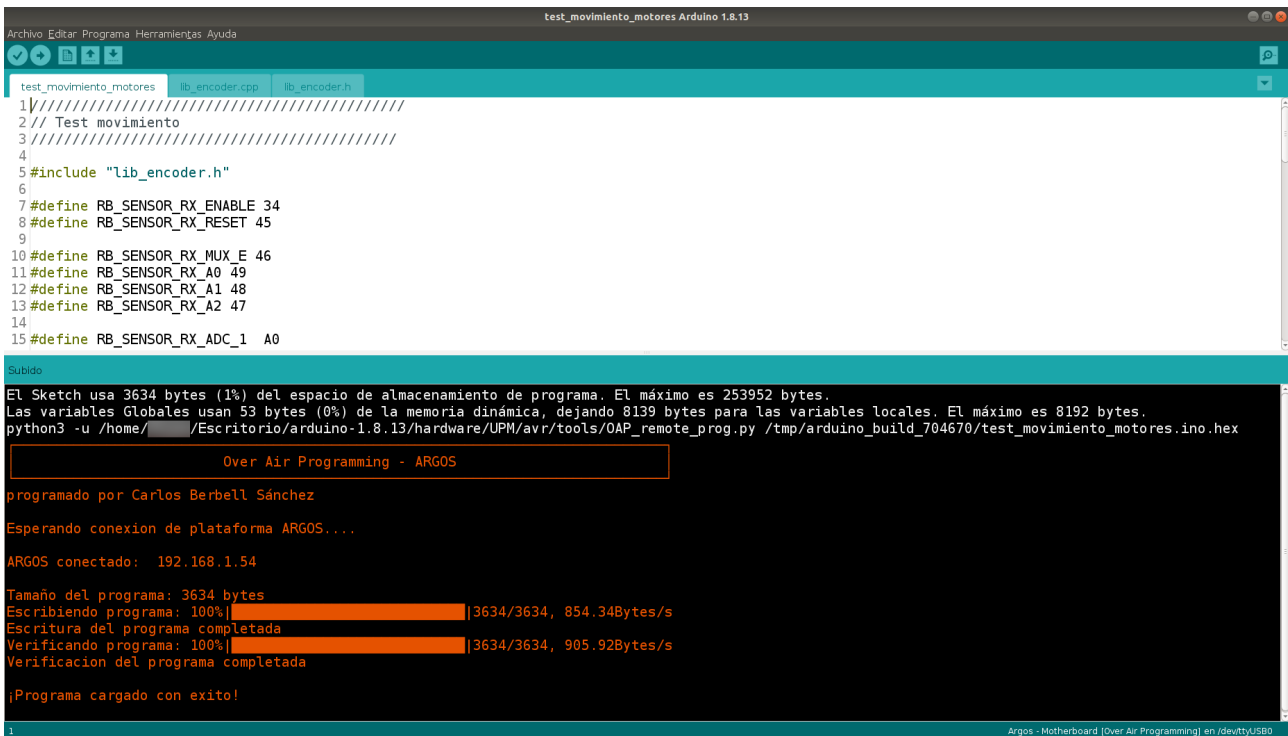 test_movimiento_motores Arduino 1.8.13
Archivo Editar Programa Herramientas Ayuda
test_movimiento_motores lib_encoder.cpp lib_encoder.h
1 ////////////////////////////////////////////
2 // Test movimiento
3 ////////////////////////////////////////////
4
5 #include "lib_encoder.h"
6
7 #define RB_SENSOR_RX_ENABLE 34
8 #define RB_SENSOR_RX_RESET 45
9
10 #define RB_SENSOR_RX_MUX_E 46
11 #define RB_SENSOR_RX_A0 49
12 #define RB_SENSOR_RX_A1 48
13 #define RB_SENSOR_RX_A2 47
14
15 #define RB_SENSOR_RX_ADC_1  A0
Subido
El Sketch usa 3634 bytes (1%) del espacio de almacenamiento de programa. El máximo es 253952 bytes.
Las variables Globales usan 53 bytes (0%) de la memoria dinámica, dejando 8139 bytes para las variables locales. El máximo es 8192 bytes.
python3 -u /home/ /Escritorio/arduino-1.8.13/hardware/UPM/avr/tools/OAP_remote_prog.py /tmp/arduino_build_704670/test_movimiento_motores.ino.hex
Over Air Programming - ARGOS
programado por Carlos Berbell Sánchez
Esperando conexion de plataforma ARGOS....
ARGOS conectado:  192.168.1.54
Tamaño del programa: 3634 bytes
Escribiendo programa: 100%| |3634/3634, 854.34Bytes/s
Escritura del programa completada
Verificando programa: 100%| |3634/3634, 905.92Bytes/s
Verificacion del programa completada
¡Programa cargado con exito!
1 Argos - Motherboard [Over Air Programming] en /dev/ttyUSB0